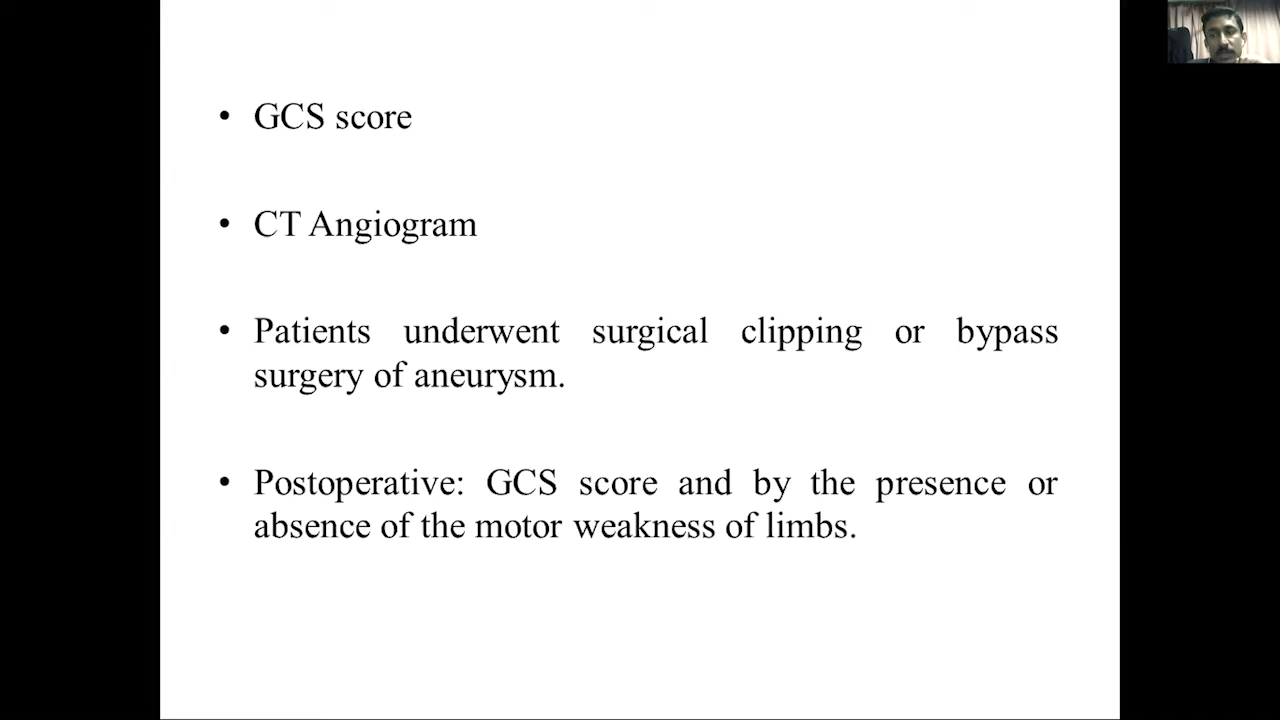 • GCS score
• CT Angiogram
• Patients underwent surgical clipping or bypass
surgery of aneurysm.
• Postoperative: GCS score and by the presence or
absence of the motor weakness of limbs.